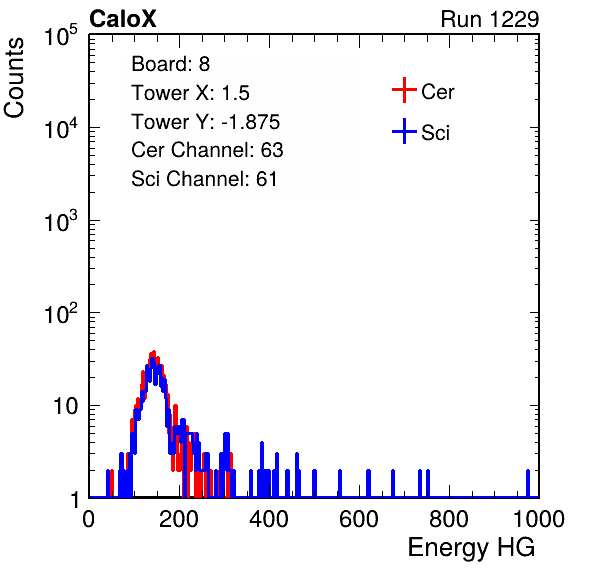 CaloX Run 1229
Counts
10^5
10^4
10^3
10^2
10
1
Board: 8
Tower X: 1.5
Tower Y: -1.875
Cer Channel: 63
Sci Channel: 61
Cer
Sci
0 200 400 600 800 1000
Energy HG